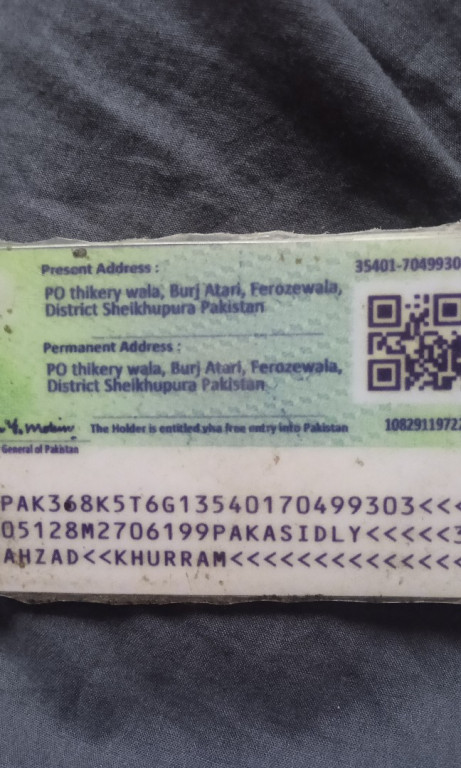 Present Address :
35401-7049930
PO thikery wala, Burj Atari, Ferozewala,
District Sheikhupura Pakistan
Permanent Address :
PO thikery wala, Burj Atari, Ferozewala,
District Sheikhupura Pakistan
The Holder is entitled visa free entry into Pakistan
10829119722
General of Pakistan
PAK368K5T6G13540170499303<<<
05128M2706199PAKASIDLY<<<<<3
AHZAD<<KHURRAM<<<<<<<<<<<<<<